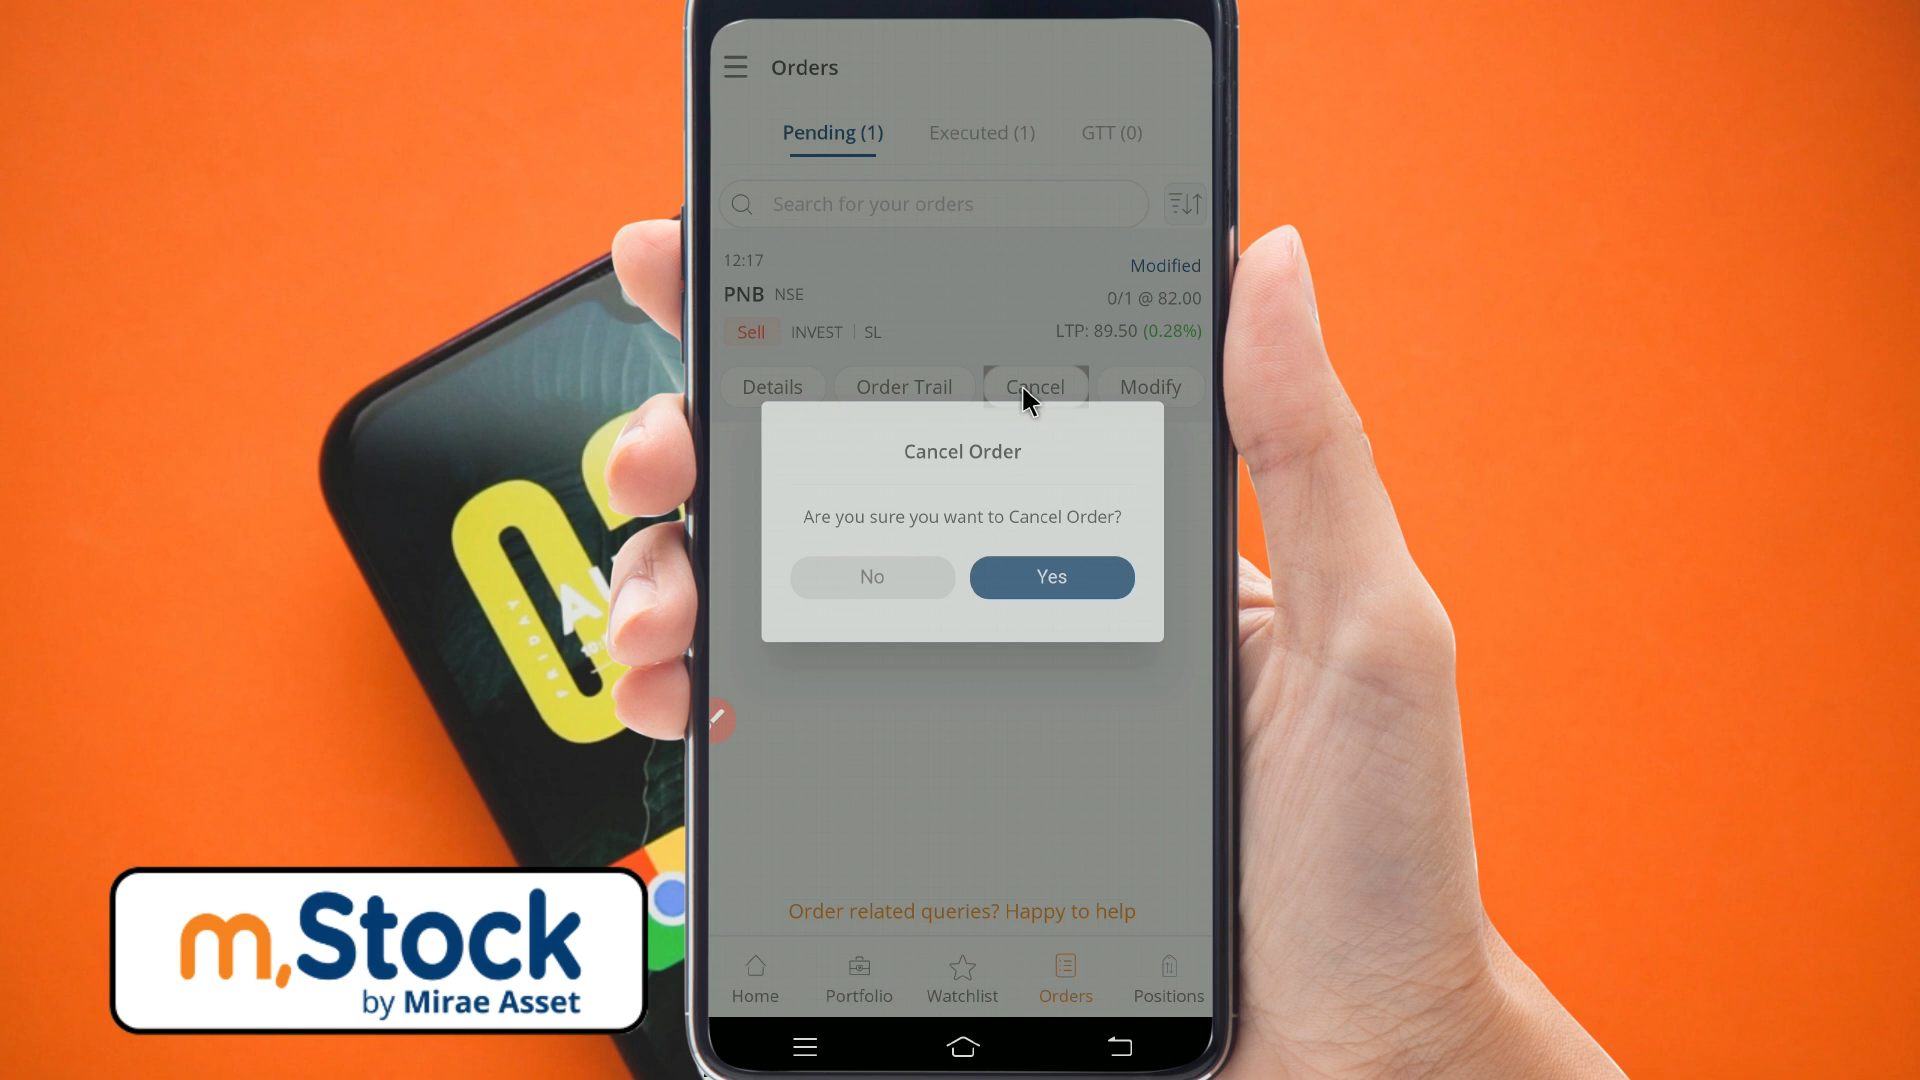 Orders
Pending (1) Executed (1) GTT (0)
Search for your orders
12:17
Modified
PNB NSE
0/1 @ 82.00
Sell INVEST | SL
LTP: 89.50 (0.28%)
Details Order Trail Cancel Modify
Cancel Order
Are you sure you want to Cancel Order?
No Yes
Order related queries? Happy to help
Home Portfolio Watchlist Orders Positions
FRIDAY
m,Stock
by Mirae Asset